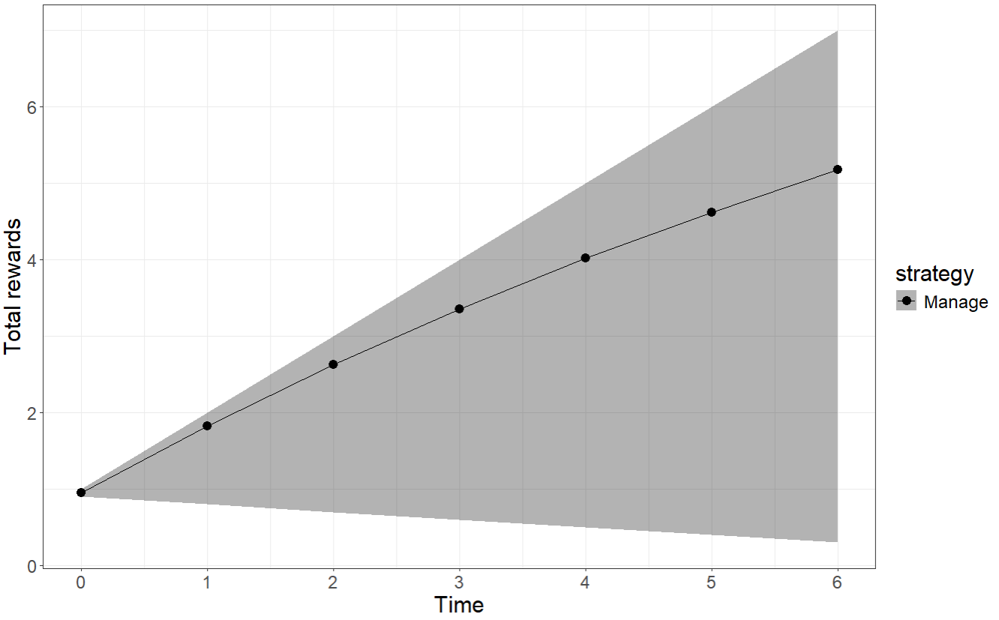 Total rewards
6
4
2
0
0 1 2 3 4 5 6
Time
strategy
Manage